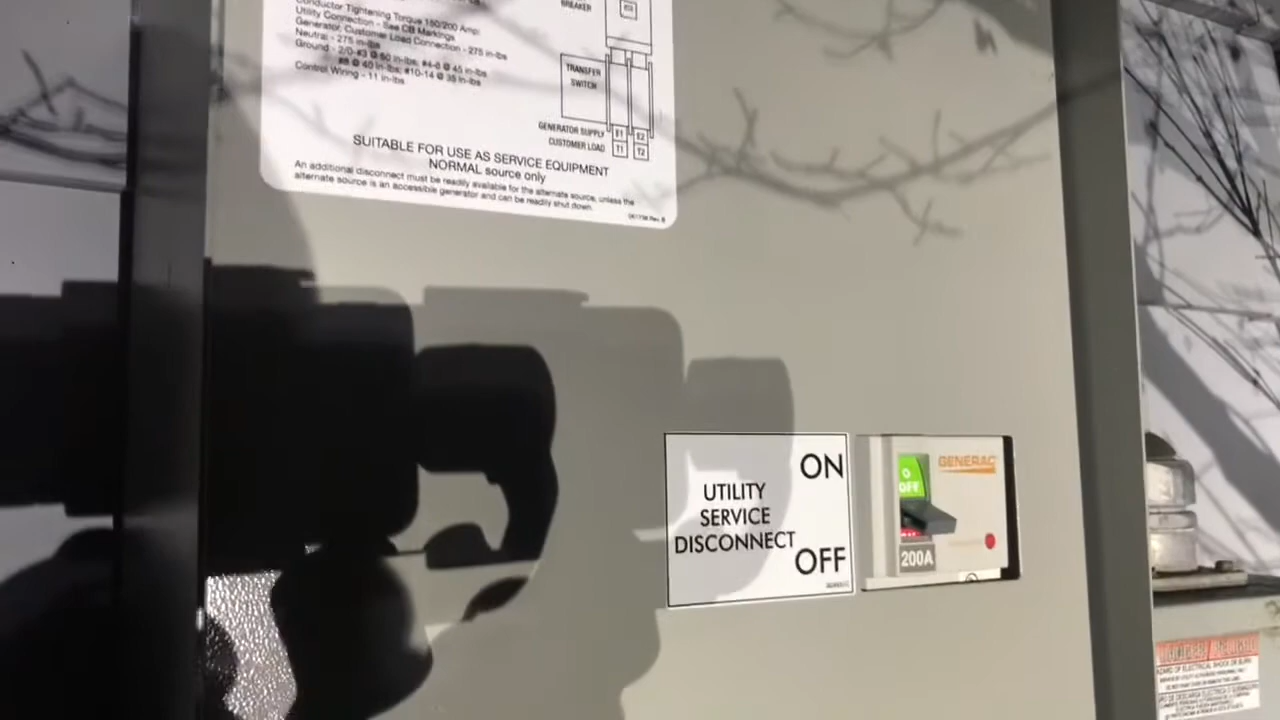 BREAKER
Conductor Tightening Torque 150/200 Amp:
Utility Connection - See CB Markings
Generator, Customer Load Connection - 275 in-lbs
Neutral - 275 in-lbs
Ground - 2/0-#3 @ 50 in-lbs; #4-6 @ 45 in-lbs
#8 @ 40 in-lbs; #10-14 @ 35 in-lbs
Control Wiring - 11 in-lbs
TRANSFER
SWITCH
GENERATOR SUPPLY E1 E2
CUSTOMER LOAD T1 T2
SUITABLE FOR USE AS SERVICE EQUIPMENT
NORMAL source only
An additional disconnect must be readily available for the alternate source, unless the
alternate source is an accessible generator and can be readily shut down.
ON
UTILITY
SERVICE
DISCONNECT
OFF
GENERAC
O
OFF
200A